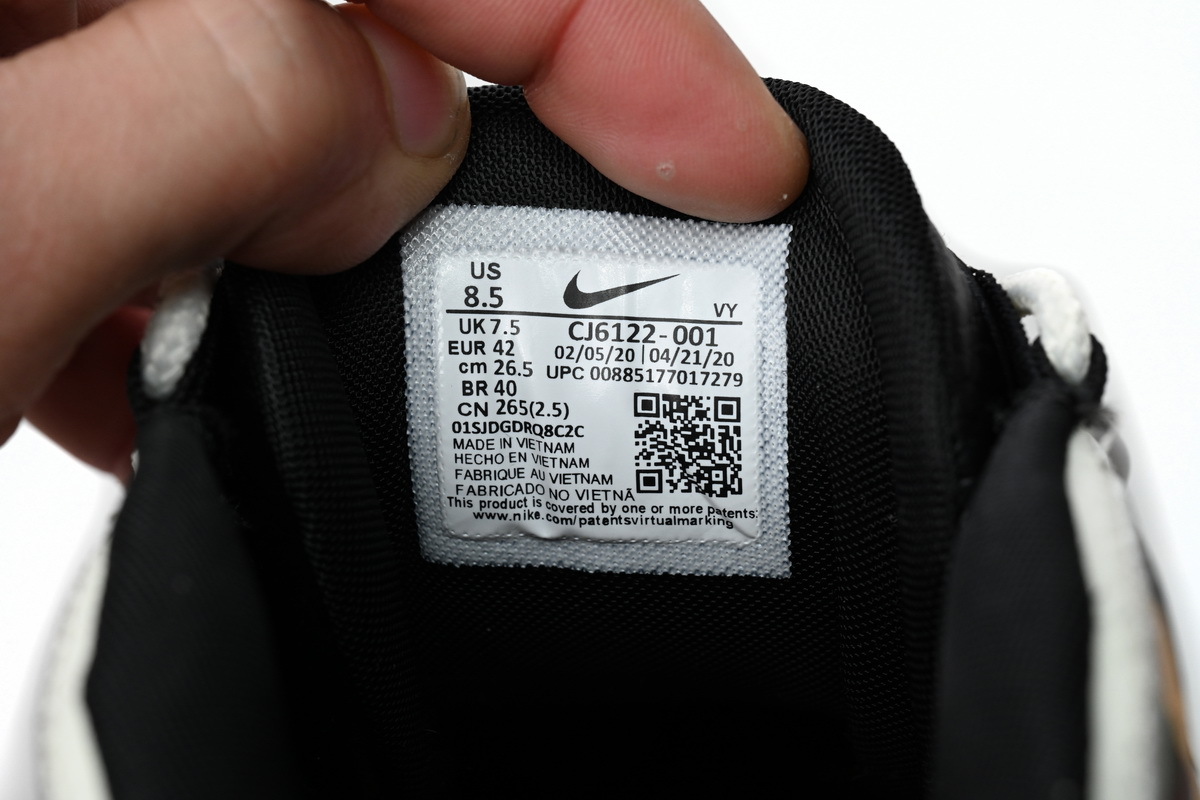 US
8.5
VY
UK 7.5
CJ6122-001
EUR 42
02/05/20 | 04/21/20
cm 26.5
UPC 00885177017279
BR 40
CN 265(2.5)
01SJDGDRQ8C2C
MADE IN VIETNAM
HECHO EN VIETNAM
FABRIQUE AU VIETNAM
FABRICADO NO VIETNÃ
This product is covered by one or more patents:
www.nike.com/patentsvirtualmarking